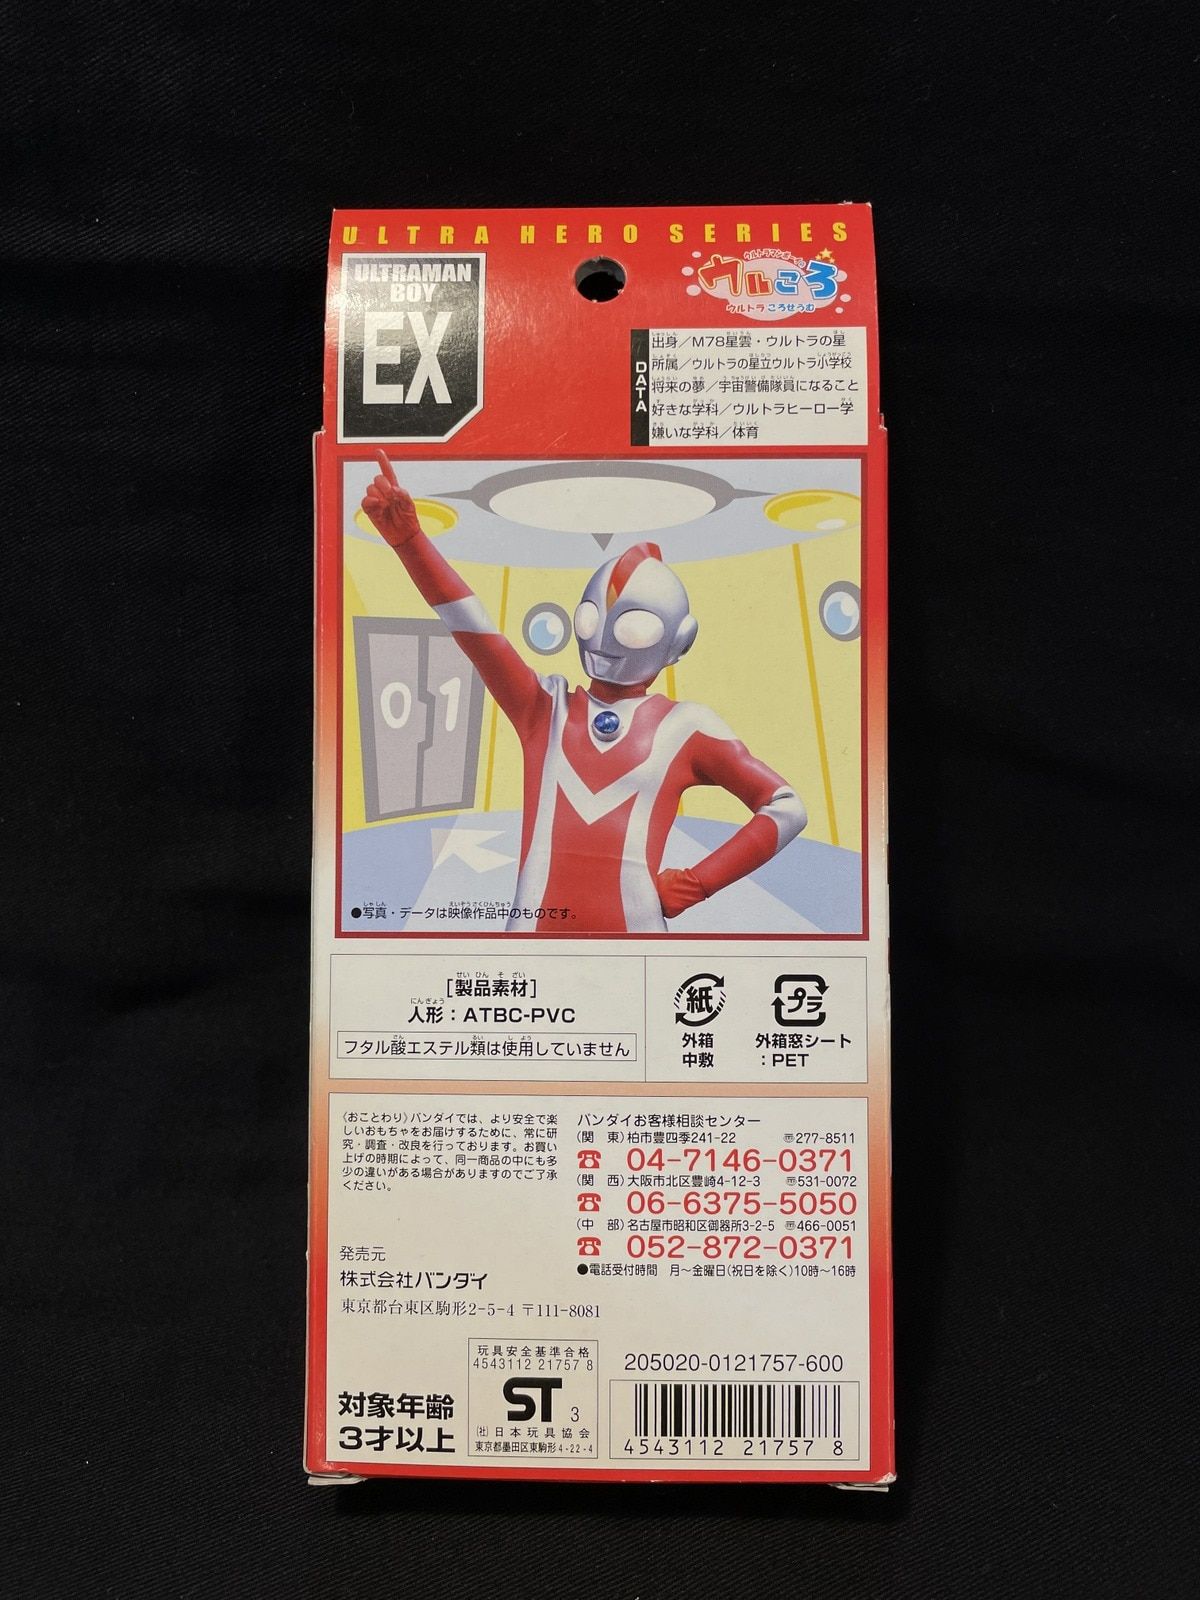 ULTRA HERO SERIES
ULTRAMAN
BOY
EX
ウルトラマンボーイの
ウルころ
ウルトラ ころせうむ
DATA
出身／M78星雲・ウルトラの星
所属／ウルトラの星立ウルトラ小学校
将来の夢／宇宙警備隊員になること
好きな学科／ウルトラヒーロー学
嫌いな学科／体育
01
●写真・データは映像作品中のものです。
[製品素材]
人形：ATBC-PVC
フタル酸エステル類は使用していません
紙
外箱
中敷
プラ
外箱窓シート
：PET
〈おことわり〉バンダイでは、より安全で楽
しいおもちゃをお届けするために、常に研
究・調査・改良を行っております。お買い
上げの時期によって、同一商品の中にも多
少の違いがある場合がありますのでご了承
ください。
発売元
株式会社バンダイ
東京都台東区駒形2-5-4 〒111-8081
バンダイお客様相談センター
(関　東)柏市豊四季241-22 〒277-8511
☎ 04-7146-0371
(関　西)大阪市北区豊崎4-12-3 〒531-0072
☎ 06-6375-5050
(中　部)名古屋市昭和区御器所3-2-5 〒466-0051
☎ 052-872-0371
●電話受付時間　月〜金曜日(祝日を除く)10時〜16時
対象年齢
3才以上
玩具安全基準合格
4543112 21757 8
ST 3
(社)日本玩具協会
東京都墨田区東駒形4-22-4
205020-0121757-600
4543112 217578